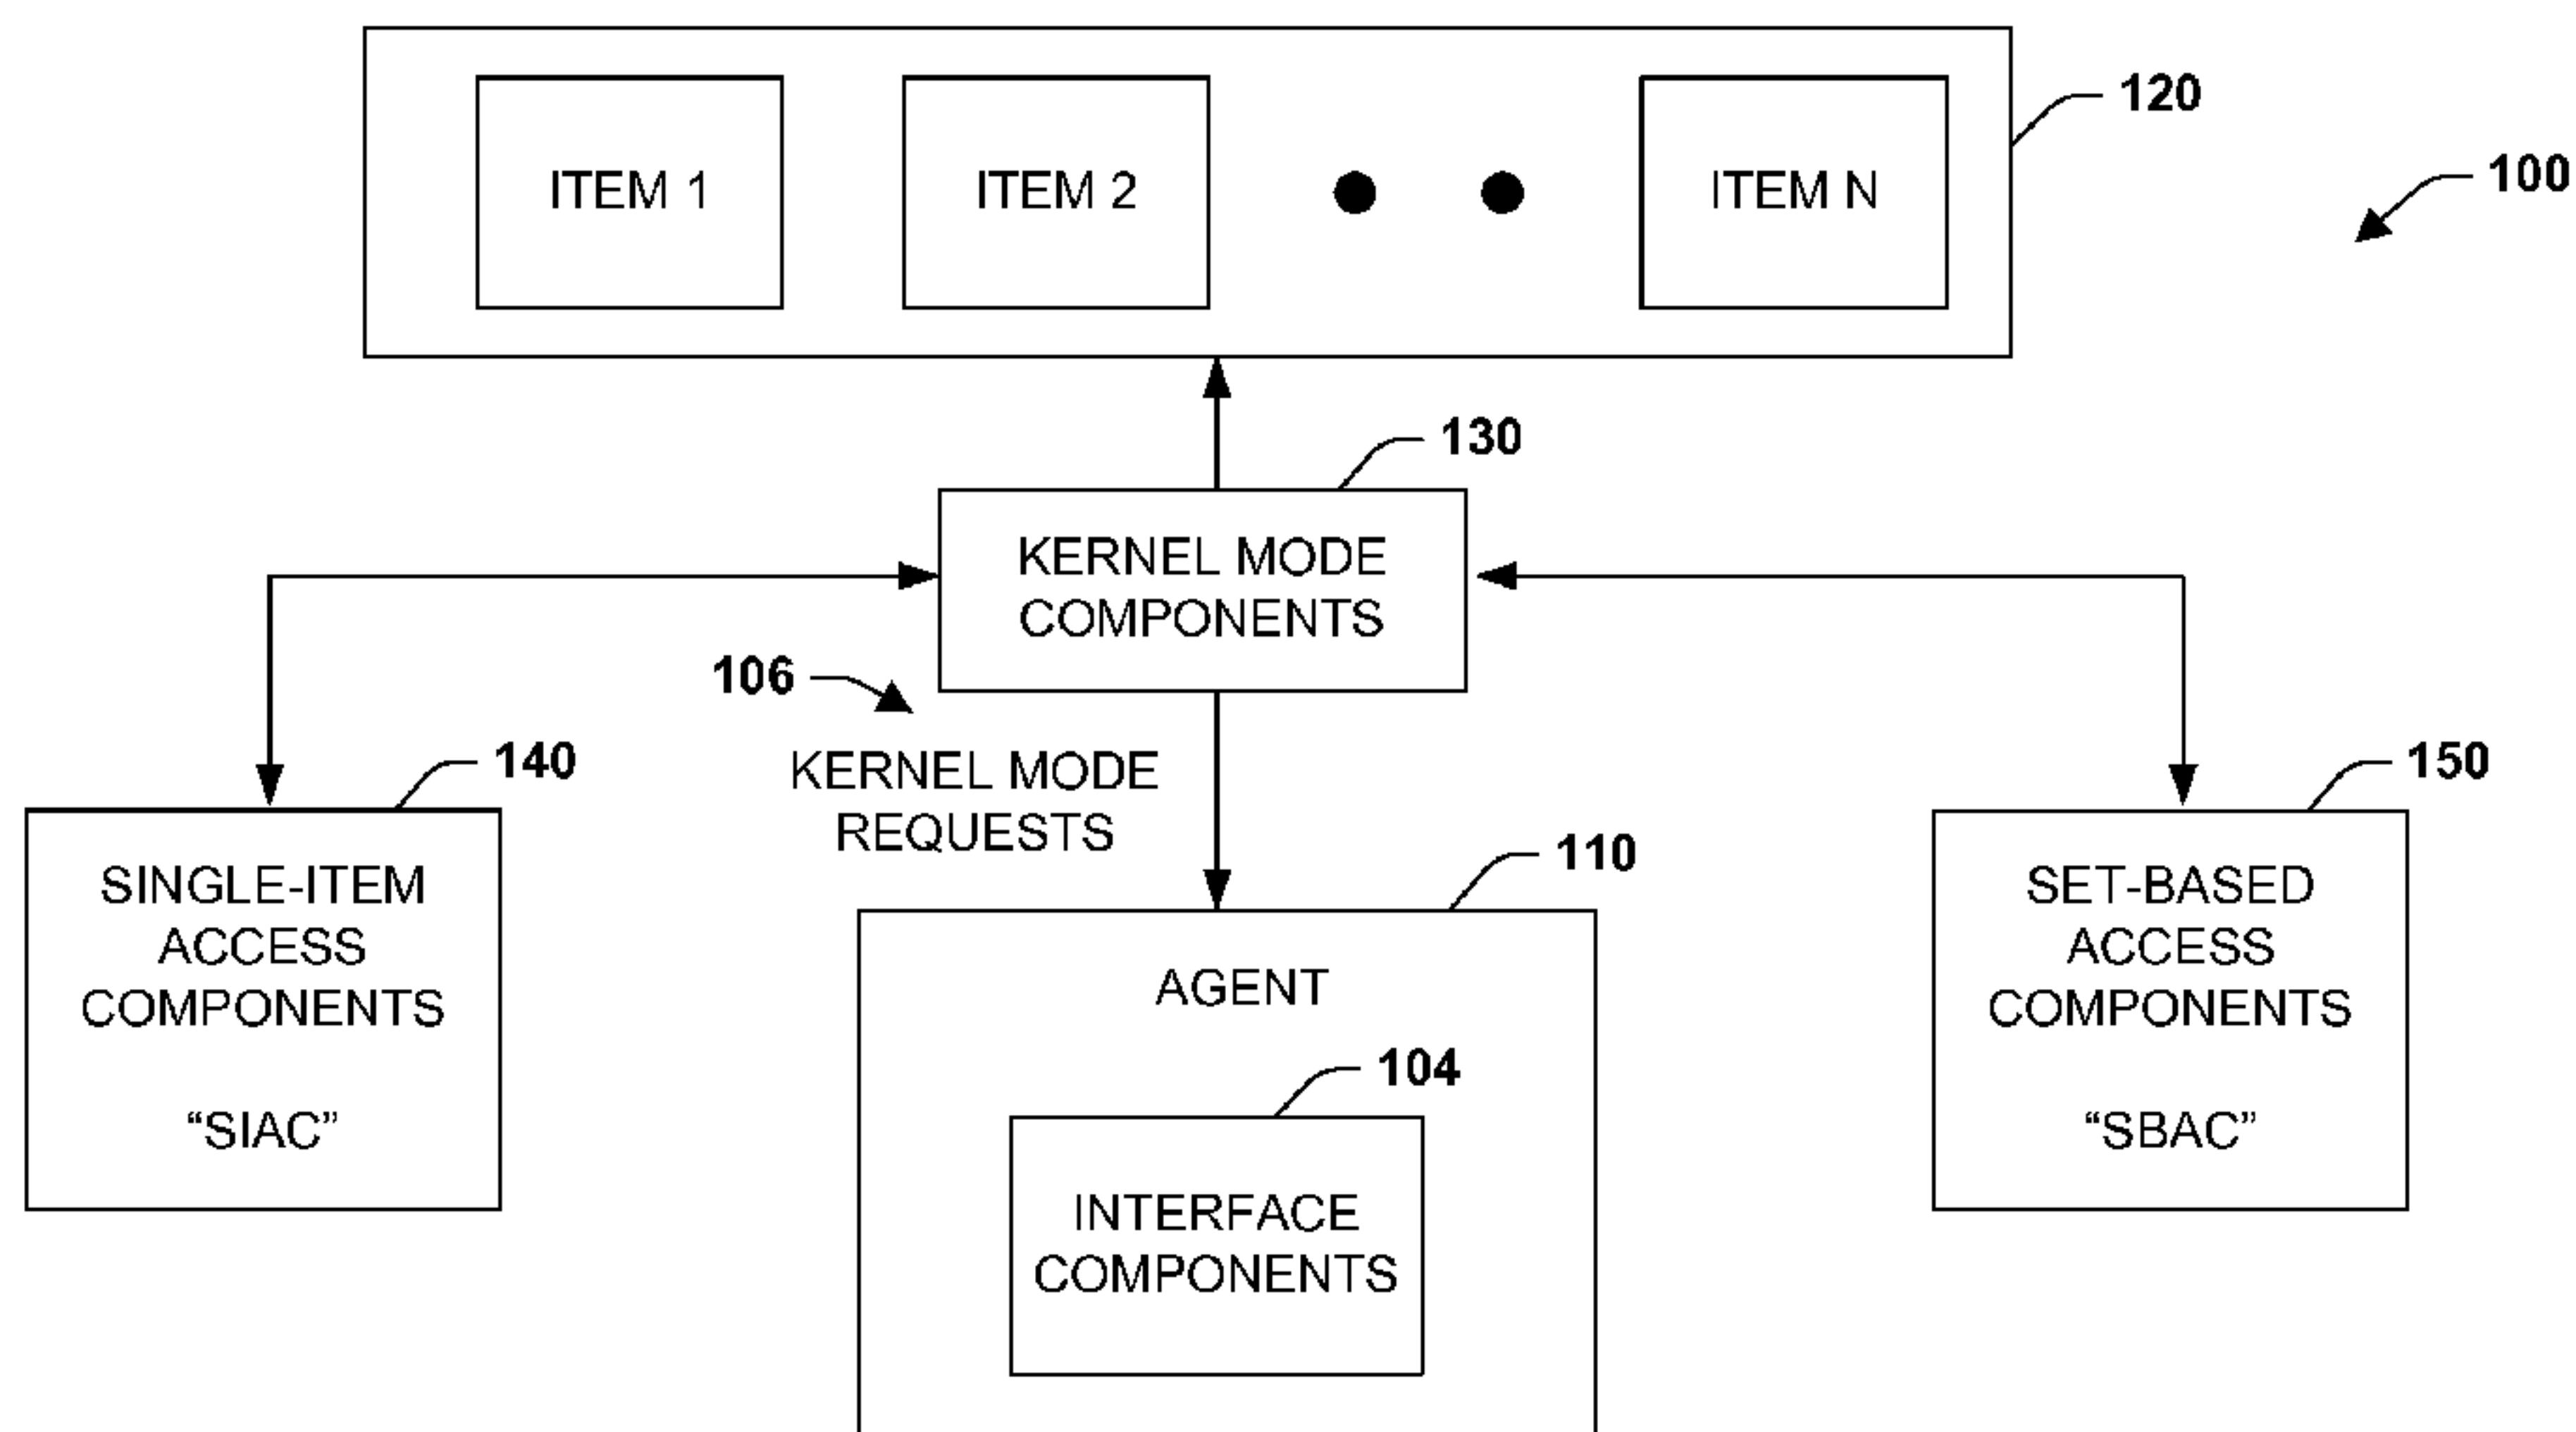 120
100
ITEM 1
ITEM 2
ITEM N
130
KERNEL MODE
COMPONENTS
106
KERNEL MODE
REQUESTS
140
SINGLE-ITEM
ACCESS
COMPONENTS
“SIAC”
110
AGENT
104
INTERFACE
COMPONENTS
150
SET-BASED
ACCESS
COMPONENTS
“SBAC”